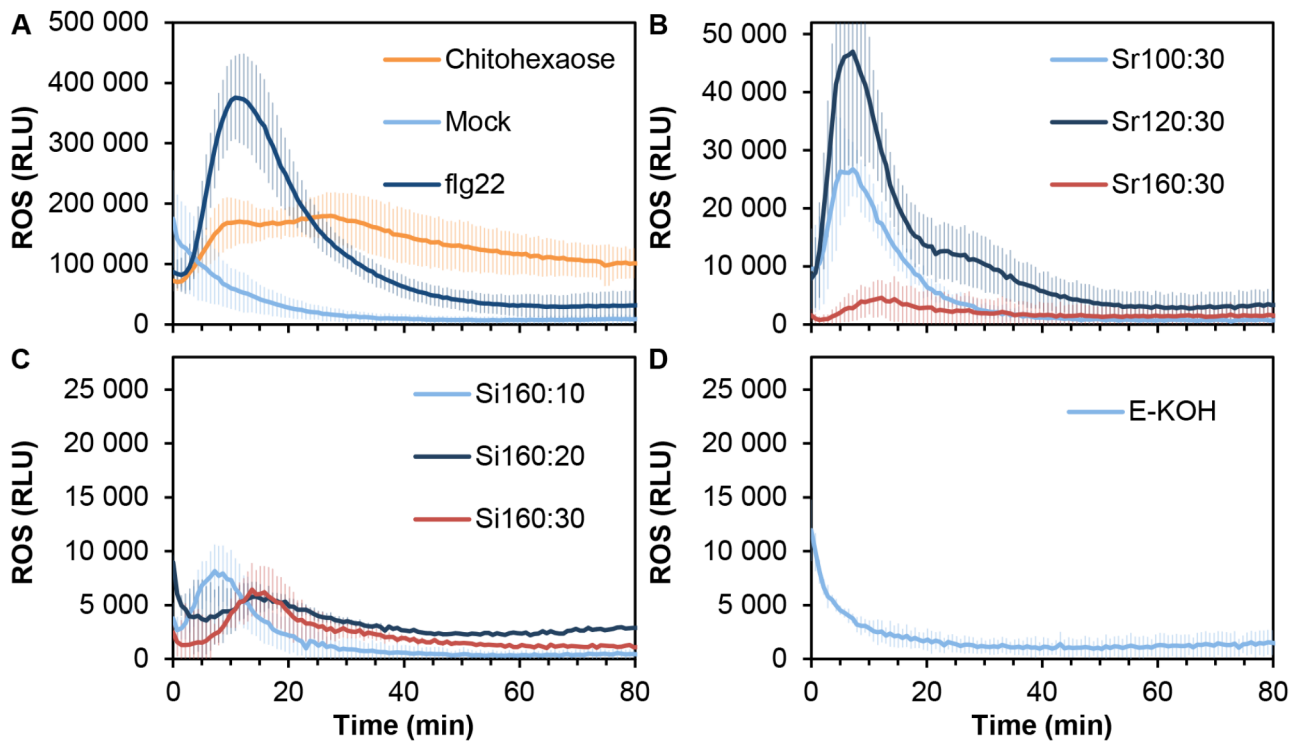 A
500 000
400 000
300 000
200 000
100 000
0
ROS (RLU)
Chitohexaose
Mock
flg22
B
50 000
40 000
30 000
20 000
10 000
0
ROS (RLU)
Sr100:30
Sr120:30
Sr160:30
C
25 000
20 000
15 000
10 000
5 000
0
ROS (RLU)
Si160:10
Si160:20
Si160:30
0 20 40 60 80
Time (min)
D
25 000
20 000
15 000
10 000
5 000
0
ROS (RLU)
E-KOH
0 20 40 60 80
Time (min)